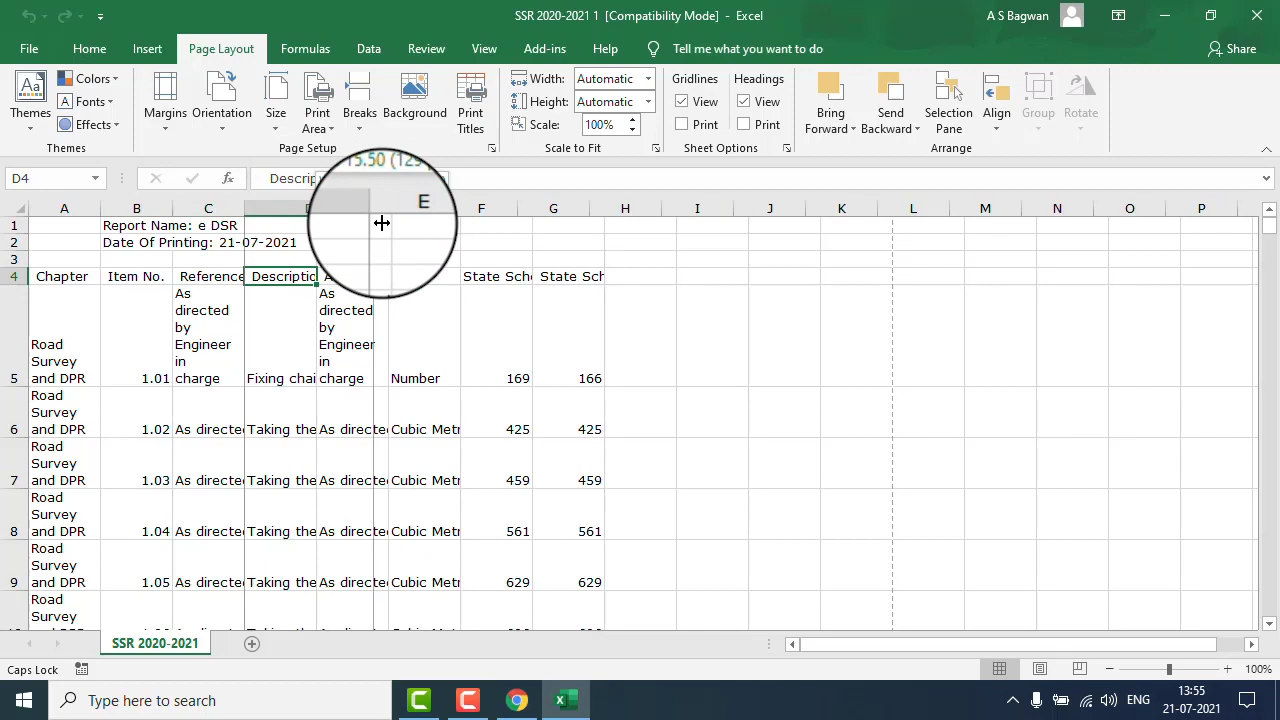 SSR 2020-2021 1 [Compatibility Mode] - Excel
A S Bagwan
File Home Insert Page Layout Formulas Data Review View Add-ins Help Tell me what you want to do Share
Themes
Colors
Fonts
Effects
Themes
Margins
Orientation
Size
Print Area
Breaks
Background
Print Titles
Page Setup
Width: Automatic
Height: Automatic
Scale: 100%
Scale to Fit
Gridlines Headings
View View
Print Print
Sheet Options
Bring Forward
Send Backward
Selection Pane
Align
Group
Rotate
Arrange
15.50 (129
D4 fx Descrip
A B C E F G H I J K L M N O P
1 Report Name: e DSR
2 Date Of Printing: 21-07-2021
3
4 Chapter Item No. Reference Descriptic State Sche State Sch
5 Road Survey and DPR 1.01 As directed by Engineer in charge Fixing chai As directed by Engineer in charge Number 169 166
6 Road Survey and DPR 1.02 As directe Taking the As directe Cubic Metr 425 425
7 Road Survey and DPR 1.03 As directe Taking the As directe Cubic Metr 459 459
8 Road Survey and DPR 1.04 As directe Taking the As directe Cubic Metr 561 561
9 Road Survey and DPR 1.05 As directe Taking the As directe Cubic Metr 629 629
Road Survey
SSR 2020-2021
Caps Lock
100%
Type here to search
ENG
13:55
21-07-2021